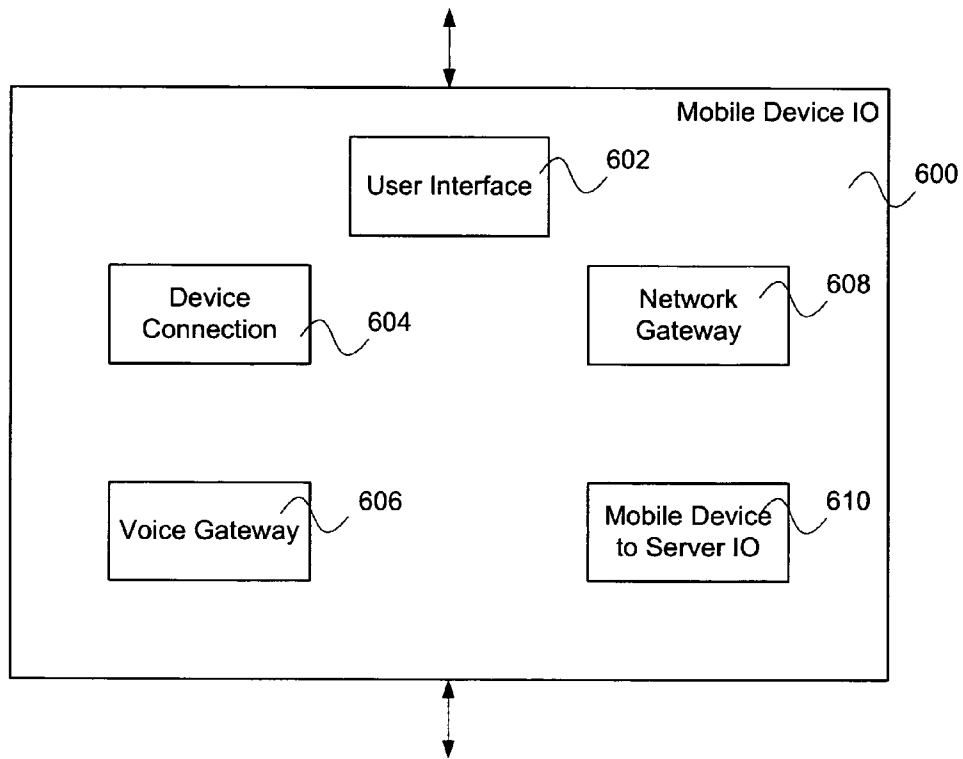 Mobile Device IO
User Interface
602
600
Device
Connection
604
Network
Gateway
608
Voice Gateway
606
Mobile Device
to Server IO
610